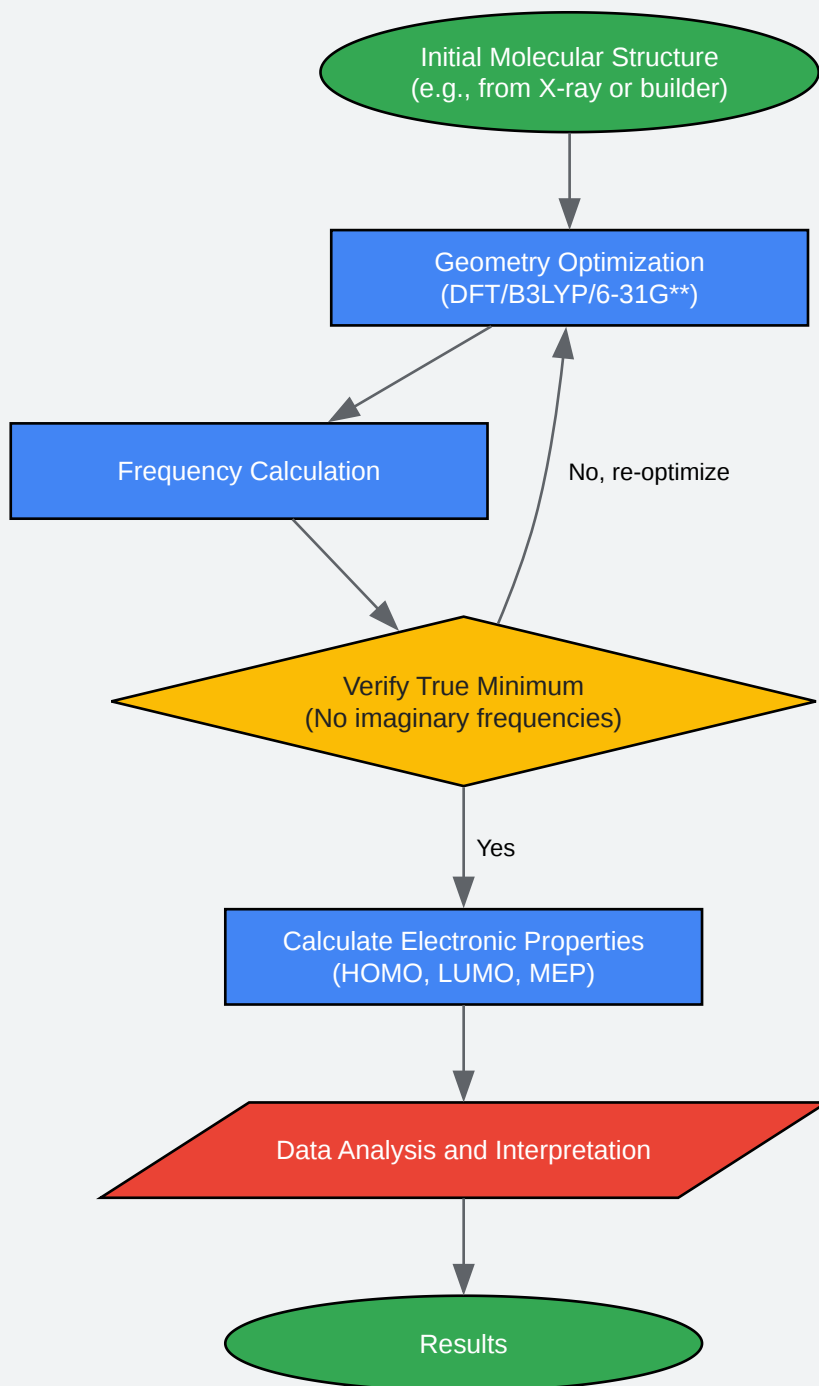 Initial Molecular Structure
(e.g., from X-ray or builder)
Geometry Optimization
(DFT/B3LYP/6-31G**)
Frequency Calculation
No, re-optimize
Verify True Minimum
(No imaginary frequencies)
Yes
Calculate Electronic Properties
(HOMO, LUMO, MEP)
Data Analysis and Interpretation
Results